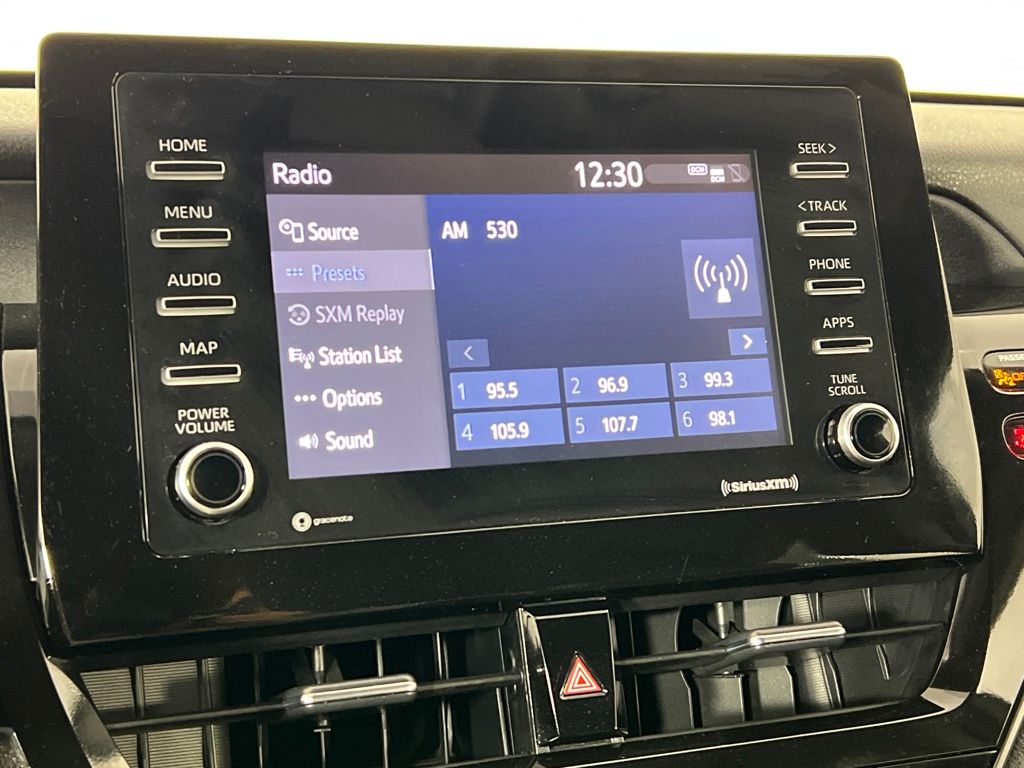 HOME
MENU
AUDIO
MAP
POWER
VOLUME
Radio
12:30
DCM
DCM
Source
Presets
SXM Replay
Station List
Options
Sound
AM 530
<
>
1 95.5
2 96.9
3 99.3
4 105.9
5 107.7
6 98.1
SEEK >
< TRACK
PHONE
APPS
TUNE
SCROLL
gracenote
((SiriusXM))